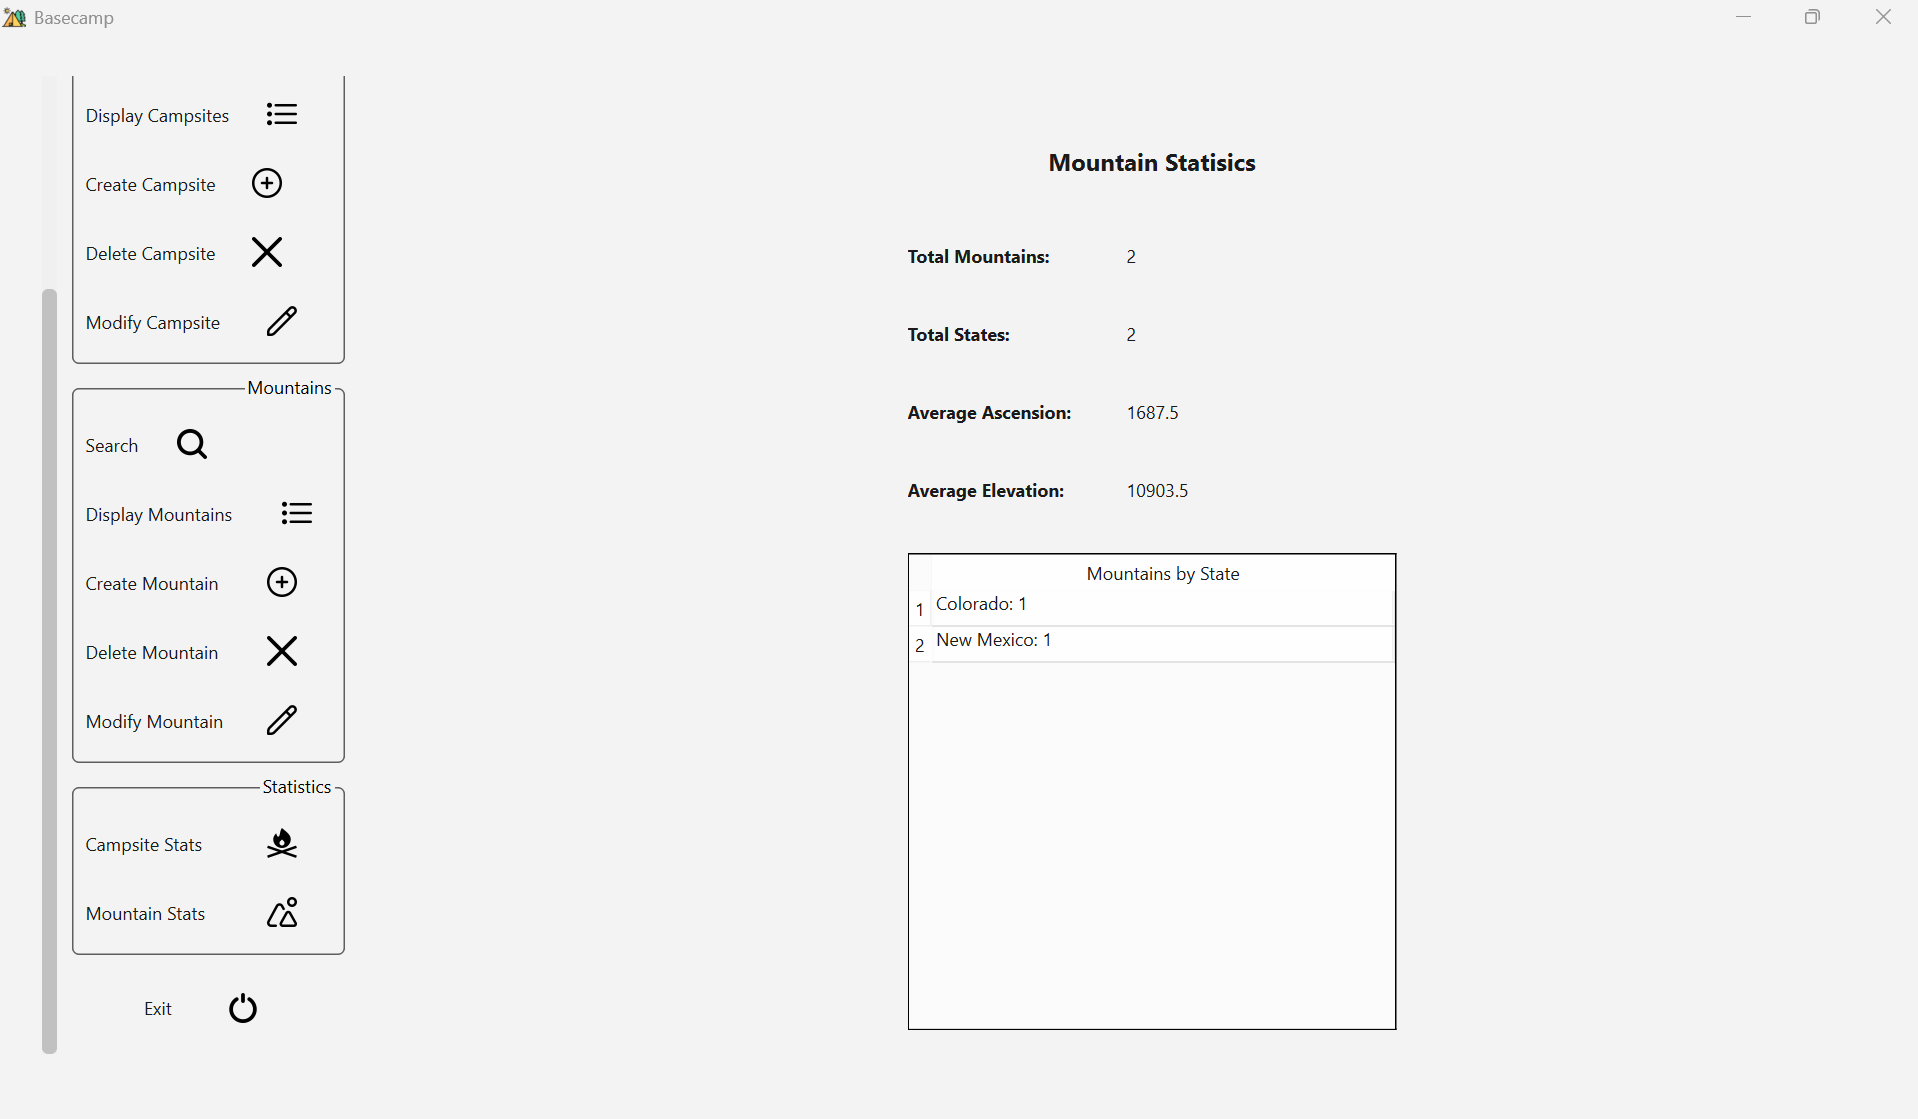 Basecamp
Display Campsites
Create Campsite
Delete Campsite
Modify Campsite
Mountains
Search
Display Mountains
Create Mountain
Delete Mountain
Modify Mountain
Statistics
Campsite Stats
Mountain Stats
Exit
Mountain Statisics
Total Mountains: 2
Total States: 2
Average Ascension: 1687.5
Average Elevation: 10903.5
Mountains by State
1 Colorado: 1
2 New Mexico: 1